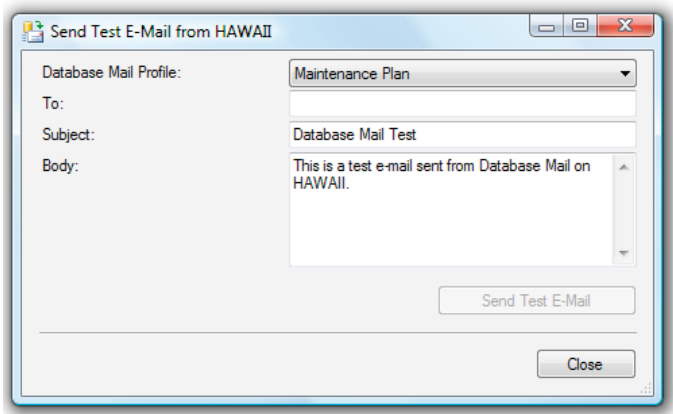 Send Test E-Mail from HAWAII
Database Mail Profile:
Maintenance Plan
To:
Subject:
Database Mail Test
Body:
This is a test e-mail sent from Database Mail on
HAWAII.
Send Test E-Mail
Close